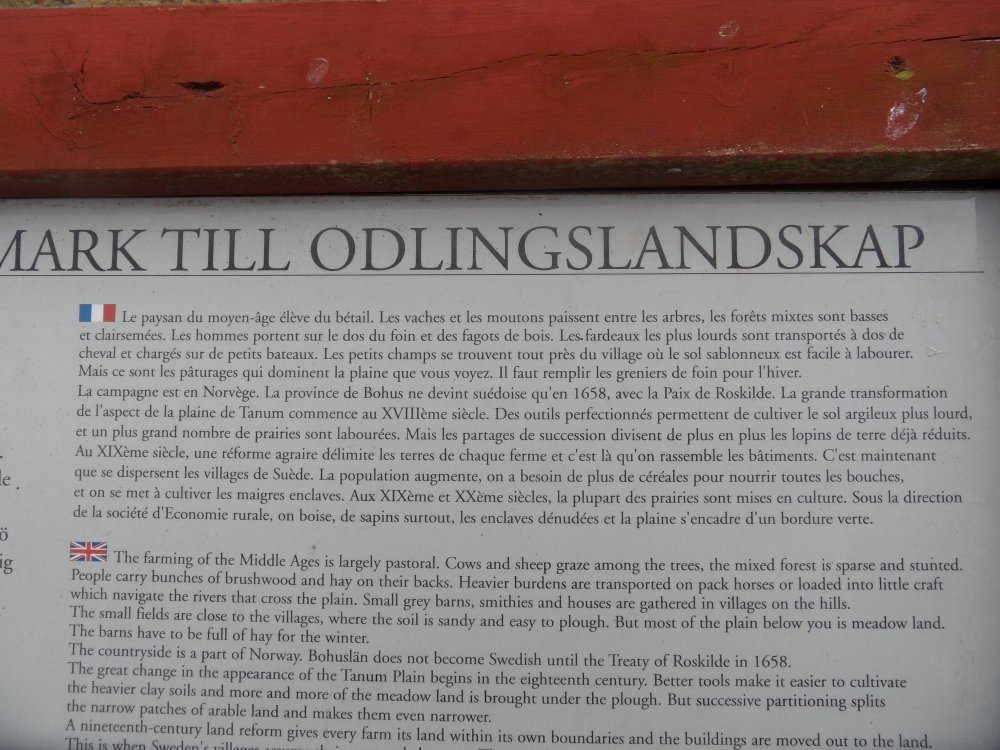 MARK TILL ODLINGSLANDSKAP
Le paysan du moyen-âge élève du bétail. Les vaches et les moutons paissent entre les arbres, les forêts mixtes sont basses
et clairsemées. Les hommes portent sur le dos du foin et des fagots de bois. Les fardeaux les plus lourds sont transportés à dos de
cheval et chargés sur de petits bateaux. Les petits champs se trouvent tout près du village où le sol sablonneux est facile à labourer.
Mais ce sont les pâturages qui dominent la plaine que vous voyez. Il faut remplir les greniers de foin pour l'hiver.
La campagne est en Norvège. La province de Bohus ne devint suédoise qu'en 1658, avec la Paix de Roskilde. La grande transformation
de l'aspect de la plaine de Tanum commence au XVIIIème siècle. Des outils perfectionnés permettent de cultiver le sol argileux plus lourd,
et un plus grand nombre de prairies sont labourées. Mais les partages de succession divisent de plus en plus les lopins de terre déjà réduits.
Au XIXème siècle, une réforme agraire délimite les terres de chaque ferme et c'est là qu'on rassemble les bâtiments. C'est maintenant
que se dispersent les villages de Suède. La population augmente, on a besoin de plus de céréales pour nourrir toutes les bouches,
et on se met à cultiver les maigres enclaves. Aux XIXème et XXème siècles, la plupart des prairies sont mises en culture. Sous la direction
de la société d'Economie rurale, on boise, de sapins surtout, les enclaves dénudées et la plaine s'encadre d'un bordure verte.
The farming of the Middle Ages is largely pastoral. Cows and sheep graze among the trees, the mixed forest is sparse and stunted.
People carry bunches of brushwood and hay on their backs. Heavier burdens are transported on pack horses or loaded into little craft
which navigate the rivers that cross the plain. Small grey barns, smithies and houses are gathered in villages on the hills.
The small fields are close to the villages, where the soil is sandy and easy to plough. But most of the plain below you is meadow land.
The barns have to be full of hay for the winter.
The countryside is a part of Norway. Bohuslän does not become Swedish until the Treaty of Roskilde in 1658.
The great change in the appearance of the Tanum Plain begins in the eighteenth century. Better tools make it easier to cultivate
the heavier clay soils and more and more of the meadow land is brought under the plough. But successive partitioning splits
the narrow patches of arable land and makes them even narrower.
A nineteenth-century land reform gives every farm its land within its own boundaries and the buildings are moved out to the land.
This is when Sweden's villages